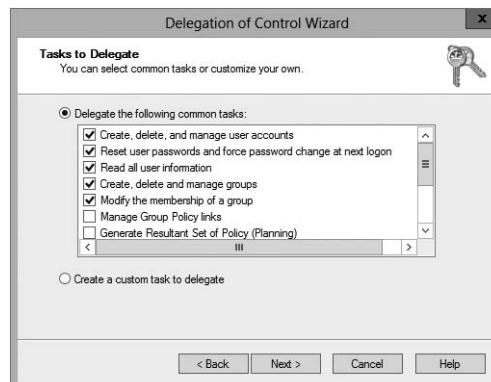 Delegation of Control Wizard
x
Tasks to Delegate
You can select common tasks or customize your own.
Delegate the following common tasks:
Create, delete, and manage user accounts
Reset user passwords and force password change at next logon
Read all user information
Create, delete and manage groups
Modify the membership of a group
Manage Group Policy links
Generate Resultant Set of Policy (Planning)
Create a custom task to delegate
< Back Next > Cancel Help